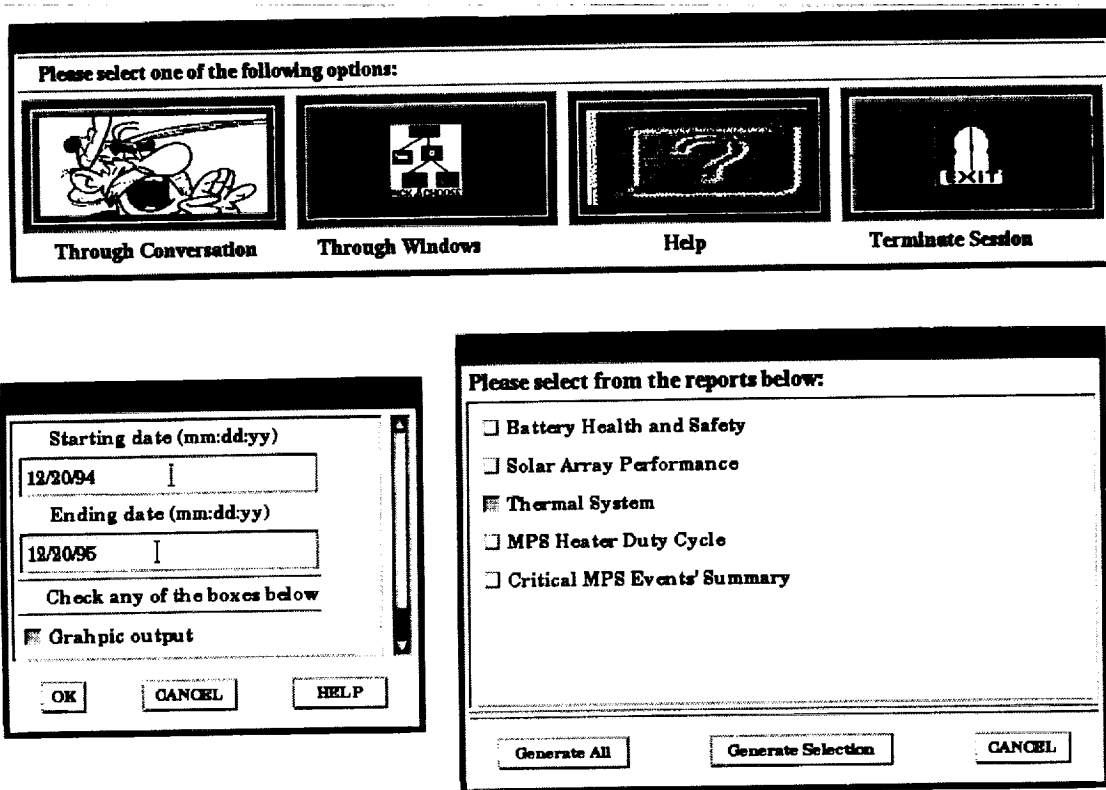 Please select one of the following options:
PICK A CHOOSE
EXIT
Through Conversation
Through Windows
Help
Terminate Session
Starting date (mm:dd:yy)
12/20/94
Ending date (mm:dd:yy)
12/20/95
Check any of the boxes below
Grahpic output
OK
CANCEL
HELP
Please select from the reports below:
Battery Health and Safety
Solar Array Performance
Thermal System
MPS Heater Duty Cycle
Critical MPS Events' Summary
Generate All
Generate Selection
CANCEL